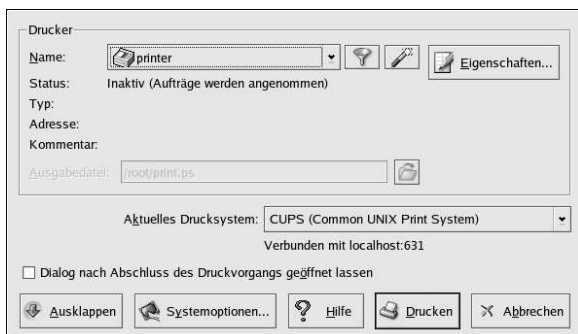 Drucker
Name: printer Eigenschaften...
Status: Inaktiv (Aufträge werden angenommen)
Typ:
Adresse:
Kommentar:
Ausgabedatei: /root/print.ps
Aktuelles Drucksystem: CUPS (Common UNIX Print System)
Verbunden mit localhost:631
Dialog nach Abschluss des Druckvorgangs geöffnet lassen
Ausklappen Systemoptionen... Hilfe Drucken Abbrechen